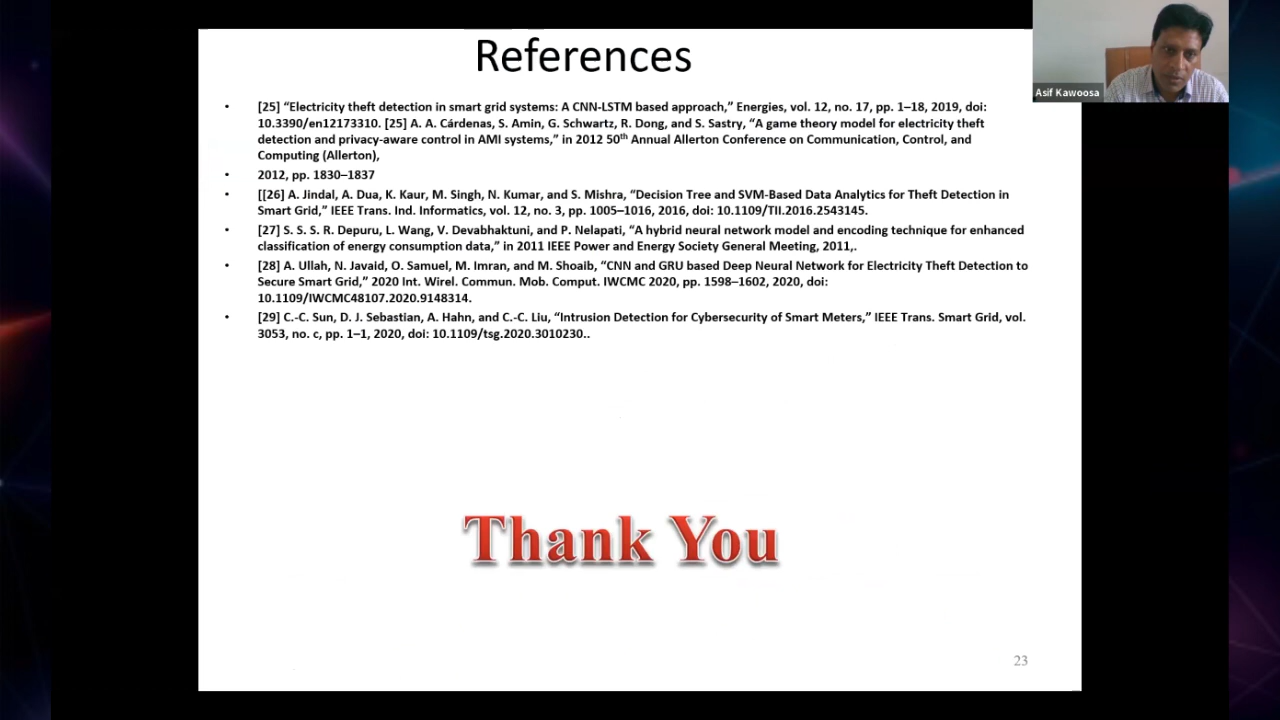 References
Asif Kawoosa
• [25] “Electricity theft detection in smart grid systems: A CNN-LSTM based approach,” Energies, vol. 12, no. 17, pp. 1–18, 2019, doi:
10.3390/en12173310. [25] A. A. Cárdenas, S. Amin, G. Schwartz, R. Dong, and S. Sastry, “A game theory model for electricity theft
detection and privacy-aware control in AMI systems,” in 2012 50th Annual Allerton Conference on Communication, Control, and
Computing (Allerton),
• 2012, pp. 1830–1837
• [[26] A. Jindal, A. Dua, K. Kaur, M. Singh, N. Kumar, and S. Mishra, “Decision Tree and SVM-Based Data Analytics for Theft Detection in
Smart Grid,” IEEE Trans. Ind. Informatics, vol. 12, no. 3, pp. 1005–1016, 2016, doi: 10.1109/TII.2016.2543145.
• [27] S. S. S. R. Depuru, L. Wang, V. Devabhaktuni, and P. Nelapati, “A hybrid neural network model and encoding technique for enhanced
classification of energy consumption data,” in 2011 IEEE Power and Energy Society General Meeting, 2011,.
• [28] A. Ullah, N. Javaid, O. Samuel, M. Imran, and M. Shoaib, “CNN and GRU based Deep Neural Network for Electricity Theft Detection to
Secure Smart Grid,” 2020 Int. Wirel. Commun. Mob. Comput. IWCMC 2020, pp. 1598–1602, 2020, doi:
10.1109/IWCMC48107.2020.9148314.
• [29] C.-C. Sun, D. J. Sebastian, A. Hahn, and C.-C. Liu, “Intrusion Detection for Cybersecurity of Smart Meters,” IEEE Trans. Smart Grid, vol.
3053, no. c, pp. 1–1, 2020, doi: 10.1109/tsg.2020.3010230..
Thank You
23